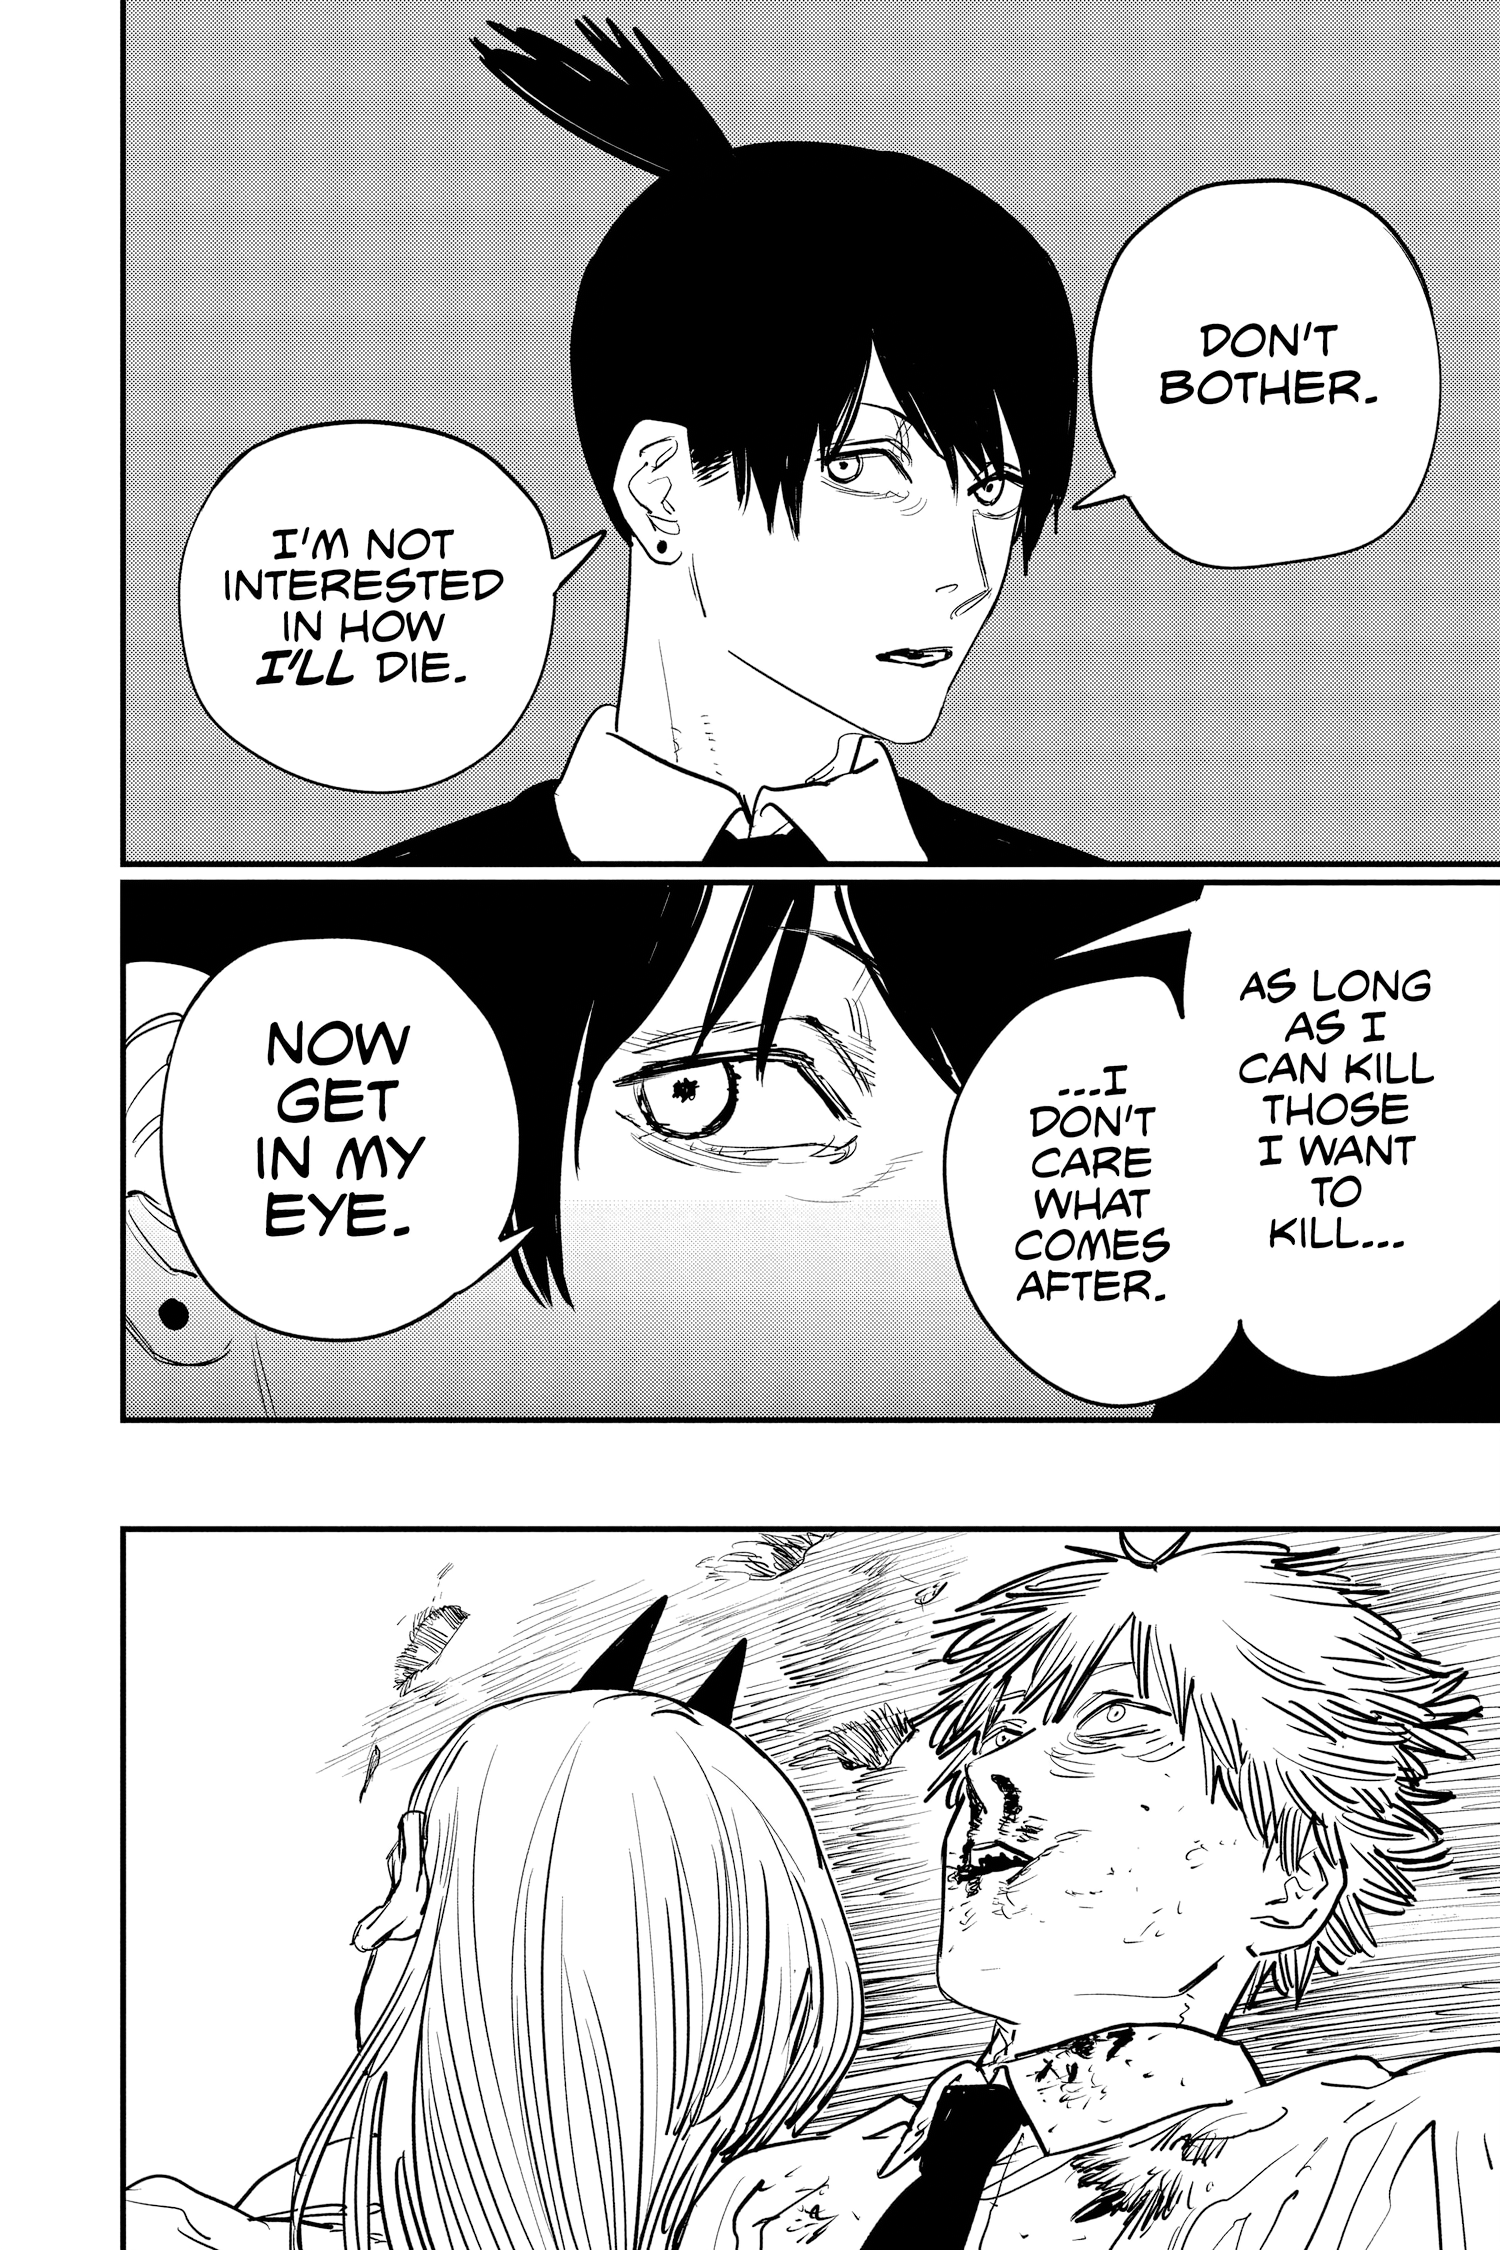 DON'T
BOTHER.
I'M NOT
INTERESTED
IN HOW
I'LL DIE.
AS LONG
AS I
CAN KILL
THOSE
I WANT
TO
KILL...
...I
DON'T
CARE
WHAT
COMES
AFTER.
NOW
GET
IN MY
EYE.